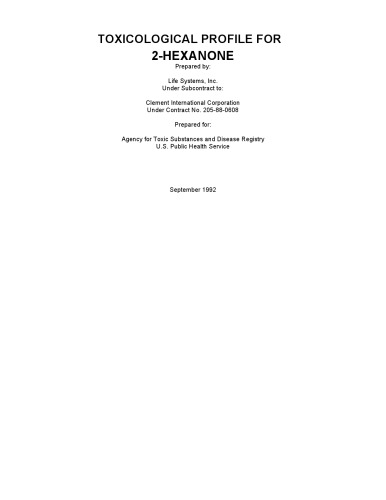 TOXICOLOGICAL PROFILE FOR
2-HEXANONE
Prepared by:
Life Systems, Inc.
Under Subcontract to:
Clement International Corporation
Under Contract No. 205-88-0608
Prepared for:
Agency for Toxic Substances and Disease Registry
U.S. Public Health Service
September 1992